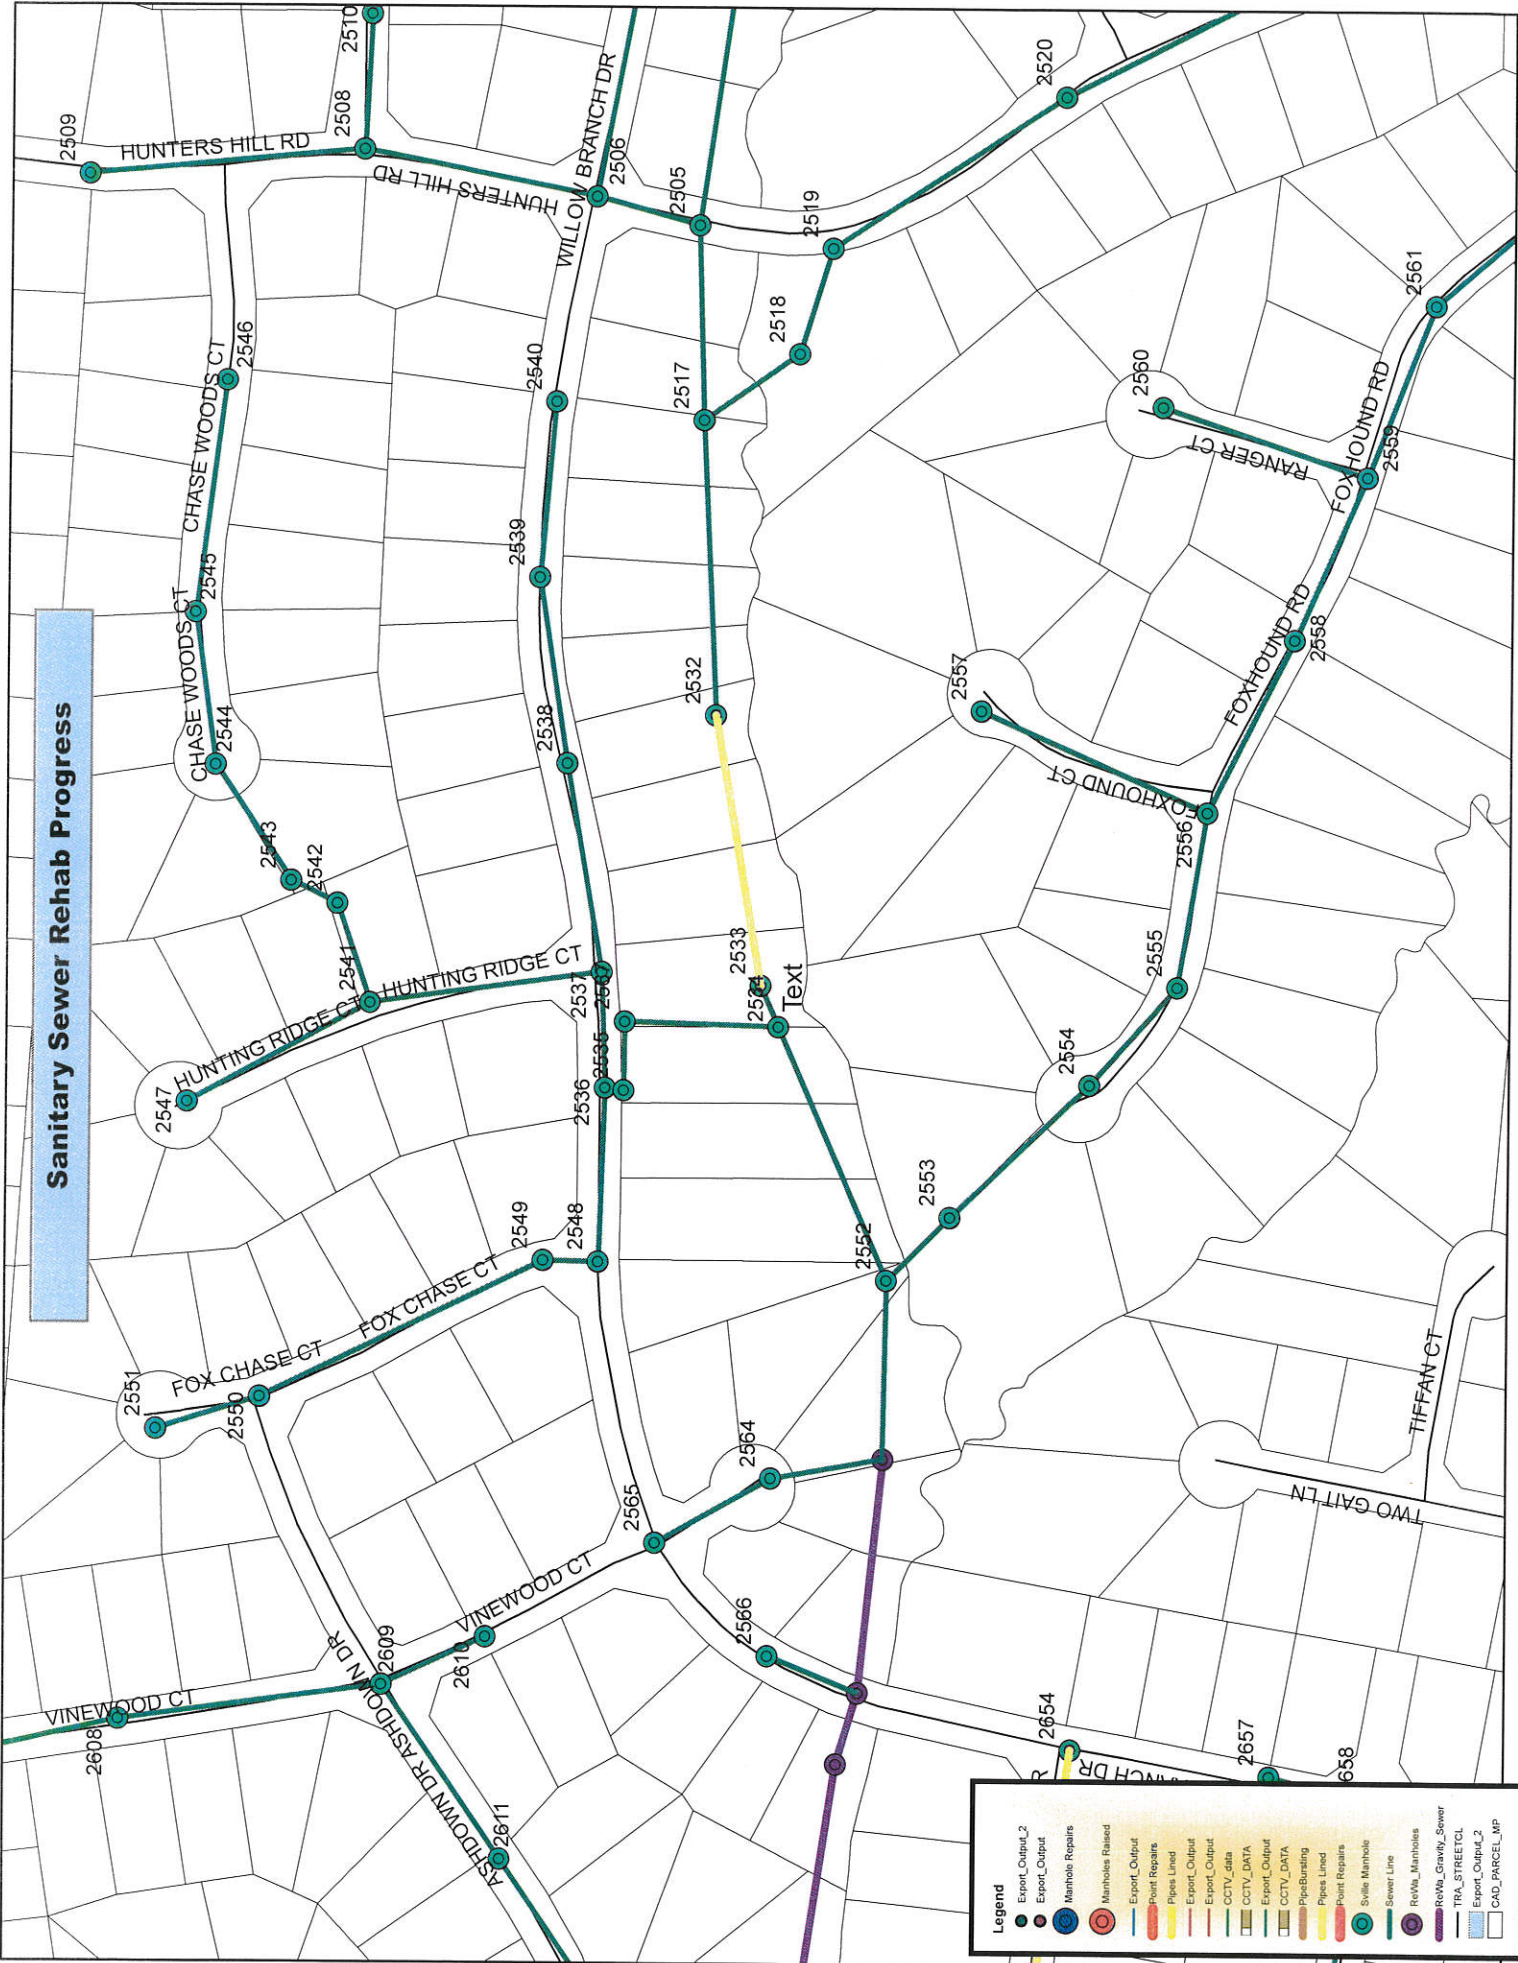 Sanitary Sewer Rehab Progress
2509
HUNTERS HILL RD
2508
2510
HUNTERS HILL RD
WILLOW BRANCH DR
2506
2505
2520
2519
2518
2517
2546
CHASE WOODS CT
2545
CHASE WOODS CT
2544
2543
2542
2541
2540
2539
2538
2532
2560
RANGER CT
2561
FOXHOUND RD
2559
FOXHOUND RD
2558
2557
FOXHOUND CT
2556
2555
2554
2553
2552
2533
2534
Text
HUNTING RIDGE CT
2537
HUNTING RIDGE CT
2547
2535
2536
2549
2548
FOX CHASE CT
FOX CHASE CT
2551
2550
2564
2565
VINEWOOD CT
2566
2609
2610
ASHDOWN DR
ASHDOWN DR
VINEWOOD CT
2608
2611
TIFFAN CT
TWO GAIT LN
2654
2657
658
R
ANCH DR
Legend
Export_Output_2
Export_Output
Manhole Repairs
Manholes Raised
Export_Output
Point Repairs
Pipes Lined
Export_Output
Export_Output
CCTV_data
CCTV_DATA
Export_Output
CCTV_DATA
PipeBursting
Pipes Lined
Point Repairs
Sville Manhole
Sewer Line
ReWa_Manholes
ReWa_Gravity_Sewer
TRA_STREETCL
Export_Output_2
CAD_PARCEL_MP